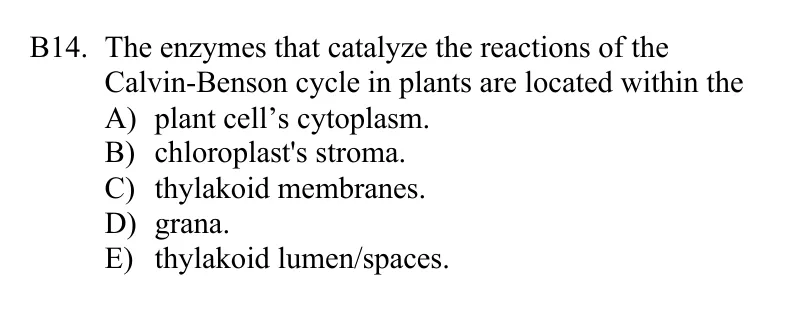 B14. The enzymes that catalyze the reactions of the
Calvin-Benson cycle in plants are located within the
A) plant cell’s cytoplasm.
B) chloroplast's stroma.
C) thylakoid membranes.
D) grana.
E) thylakoid lumen/spaces.